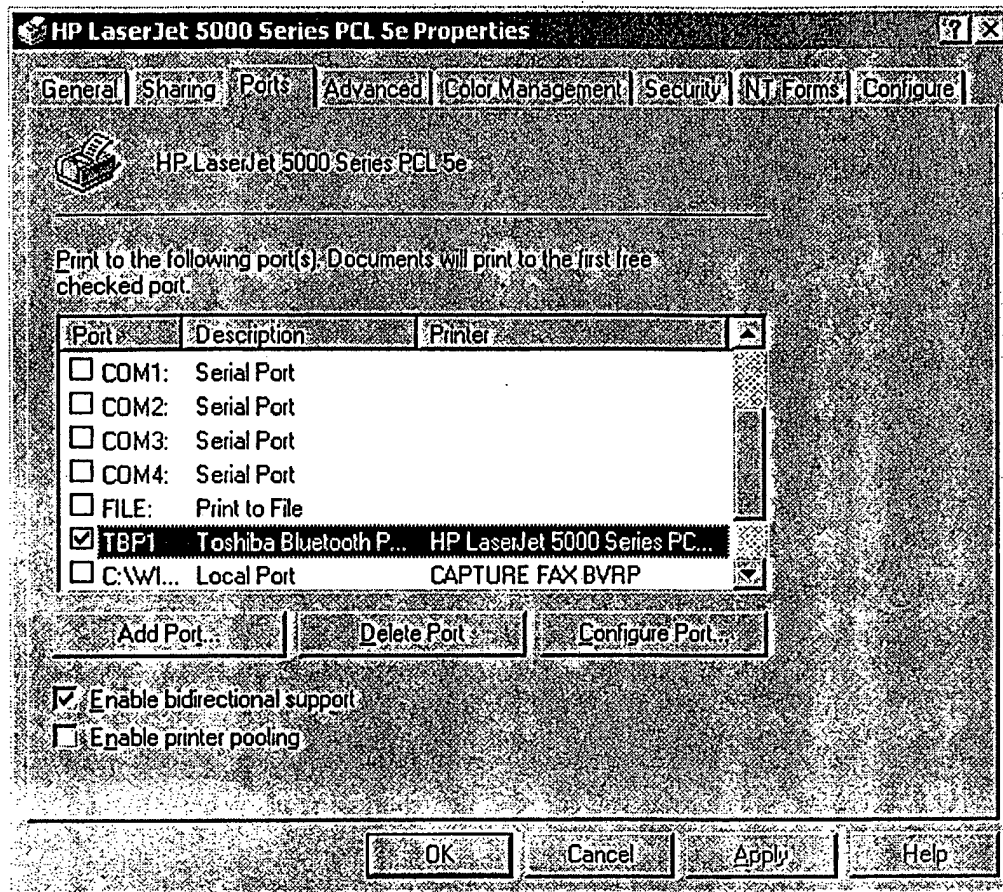 HP LaserJet 5000 Series PCL 5e Properties
General Sharing Ports Advanced Color Management Security NT Forms Configure
HP LaserJet 5000 Series PCL 5e
Print to the following port(s). Documents will print to the first free
checked port.
Port Description Printer
COM1: Serial Port
COM2: Serial Port
COM3: Serial Port
COM4: Serial Port
FILE: Print to File
TBP1 Toshiba Bluetooth P... HP LaserJet 5000 Series PC...
C:\WI... Local Port CAPTURE FAX BVRP
Add Port... Delete Port Configure Port...
Enable bidirectional support
Enable printer pooling
OK Cancel Apply Help